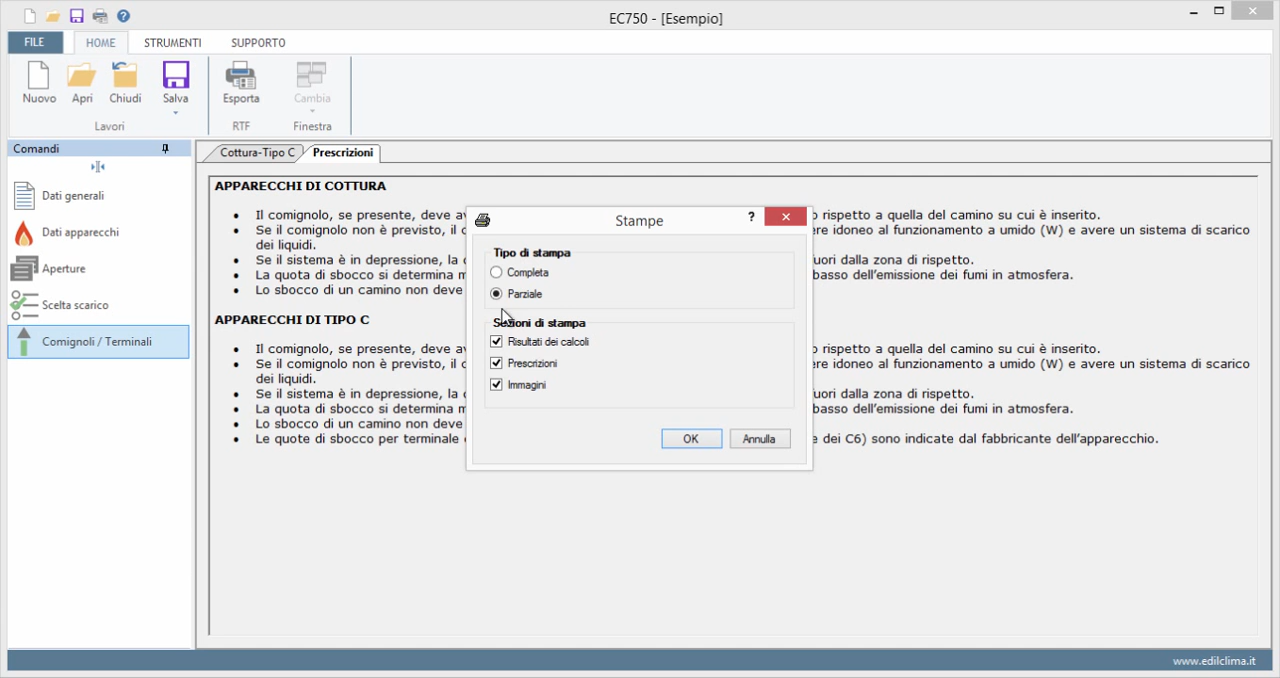 EC750 - [Esempio]
FILE
HOME
STRUMENTI
SUPPORTO
Nuovo
Apri
Chiudi
Salva
Esporta
Cambia
Lavori
RTF
Finestra
Comandi
Dati generali
Dati apparecchi
Aperture
Scelta scarico
Comignoli / Terminali
Cottura-Tipo C
Prescrizioni
APPARECCHI DI COTTURA
• Il comignolo, se presente, deve av
o rispetto a quella del camino su cui è inserito.
• Se il comignolo non è previsto, il c
ere idoneo al funzionamento a umido (W) e avere un sistema di scarico
dei liquidi.
• Se il sistema è in depressione, la
uori dalla zona di rispetto.
• La quota di sbocco si determina m
basso dell'emissione dei fumi in atmosfera.
• Lo sbocco di un camino non deve
APPARECCHI DI TIPO C
• Il comignolo, se presente, deve av
o rispetto a quella del camino su cui è inserito.
• Se il comignolo non è previsto, il c
ere idoneo al funzionamento a umido (W) e avere un sistema di scarico
dei liquidi.
• Se il sistema è in depressione, la
uori dalla zona di rispetto.
• La quota di sbocco si determina m
basso dell'emissione dei fumi in atmosfera.
• Lo sbocco di un camino non deve
• Le quote di sbocco per terminale
e dei C6) sono indicate dal fabbricante dell'apparecchio.
Stampe
?
Tipo di stampa
Completa
Parziale
Sezioni di stampa
Risultati dei calcoli
Prescrizioni
Immagini
OK
Annulla
www.edilclima.it